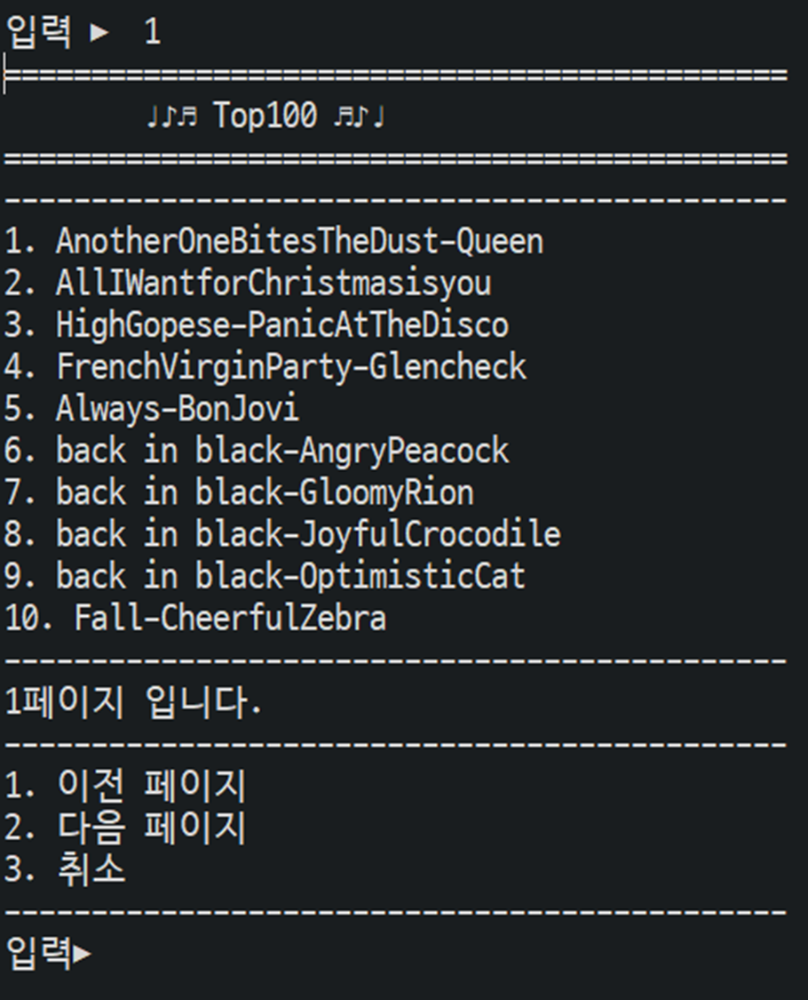 입력 ▶ 1
=============================================
♩♪♬ Top100 ♬♪♩
=============================================
---------------------------------------------
1. AnotherOneBitesTheDust-Queen
2. AllIWantforChristmasisyou
3. HighGopese-PanicAtTheDisco
4. FrenchVirginParty-Glencheck
5. Always-BonJovi
6. back in black-AngryPeacock
7. back in black-GloomyRion
8. back in black-JoyfulCrocodile
9. back in black-OptimisticCat
10. Fall-CheerfulZebra
---------------------------------------------
1페이지 입니다.
---------------------------------------------
1. 이전 페이지
2. 다음 페이지
3. 취소
---------------------------------------------
입력▶